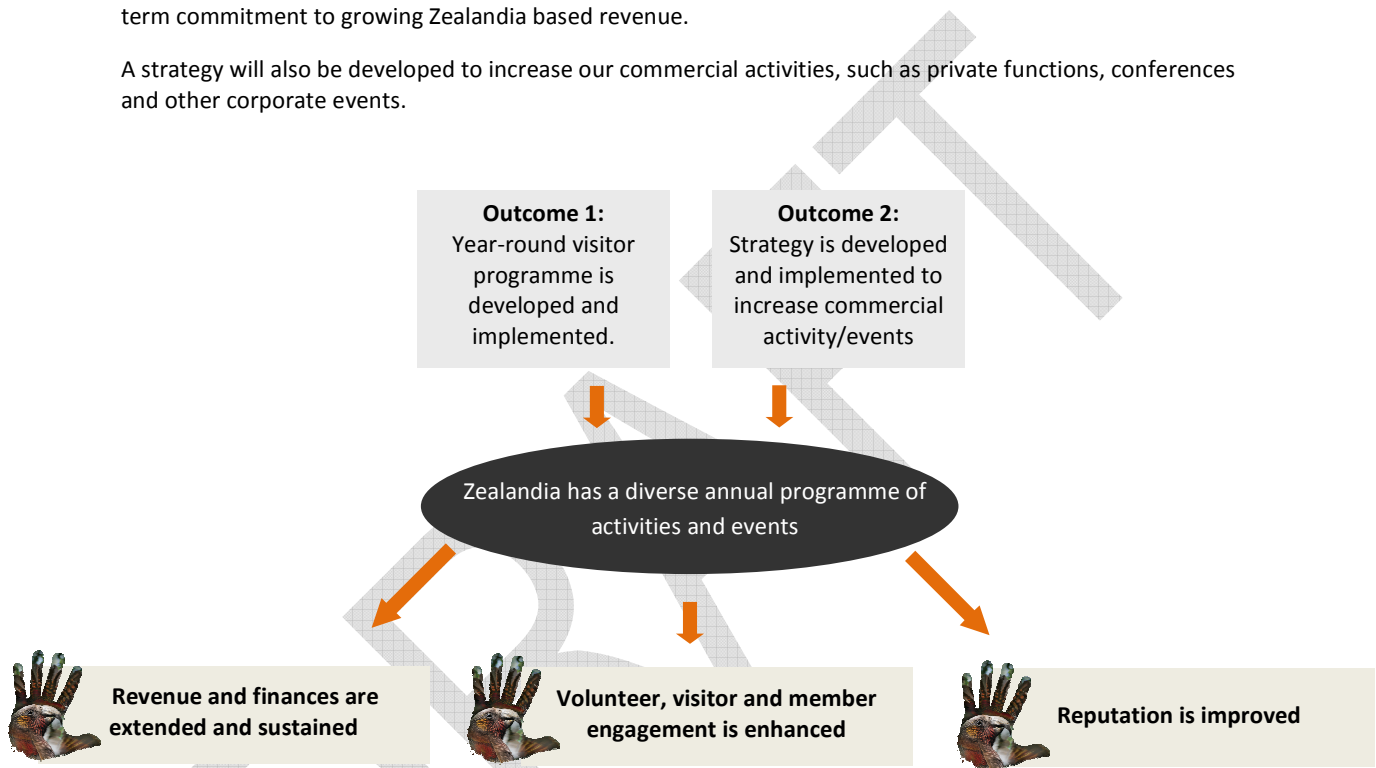 term commitment to growing Zealandia based revenue.
A strategy will also be developed to increase our commercial activities, such as private functions, conferences
and other corporate events.
Outcome 1:
Year-round visitor
programme is
developed and
implemented.
Outcome 2:
Strategy is developed
and implemented to
increase commercial
activity/events
Zealandia has a diverse annual programme of
activities and events
Revenue and finances are
extended and sustained
Volunteer, visitor and member
engagement is enhanced
Reputation is improved
DRAFT